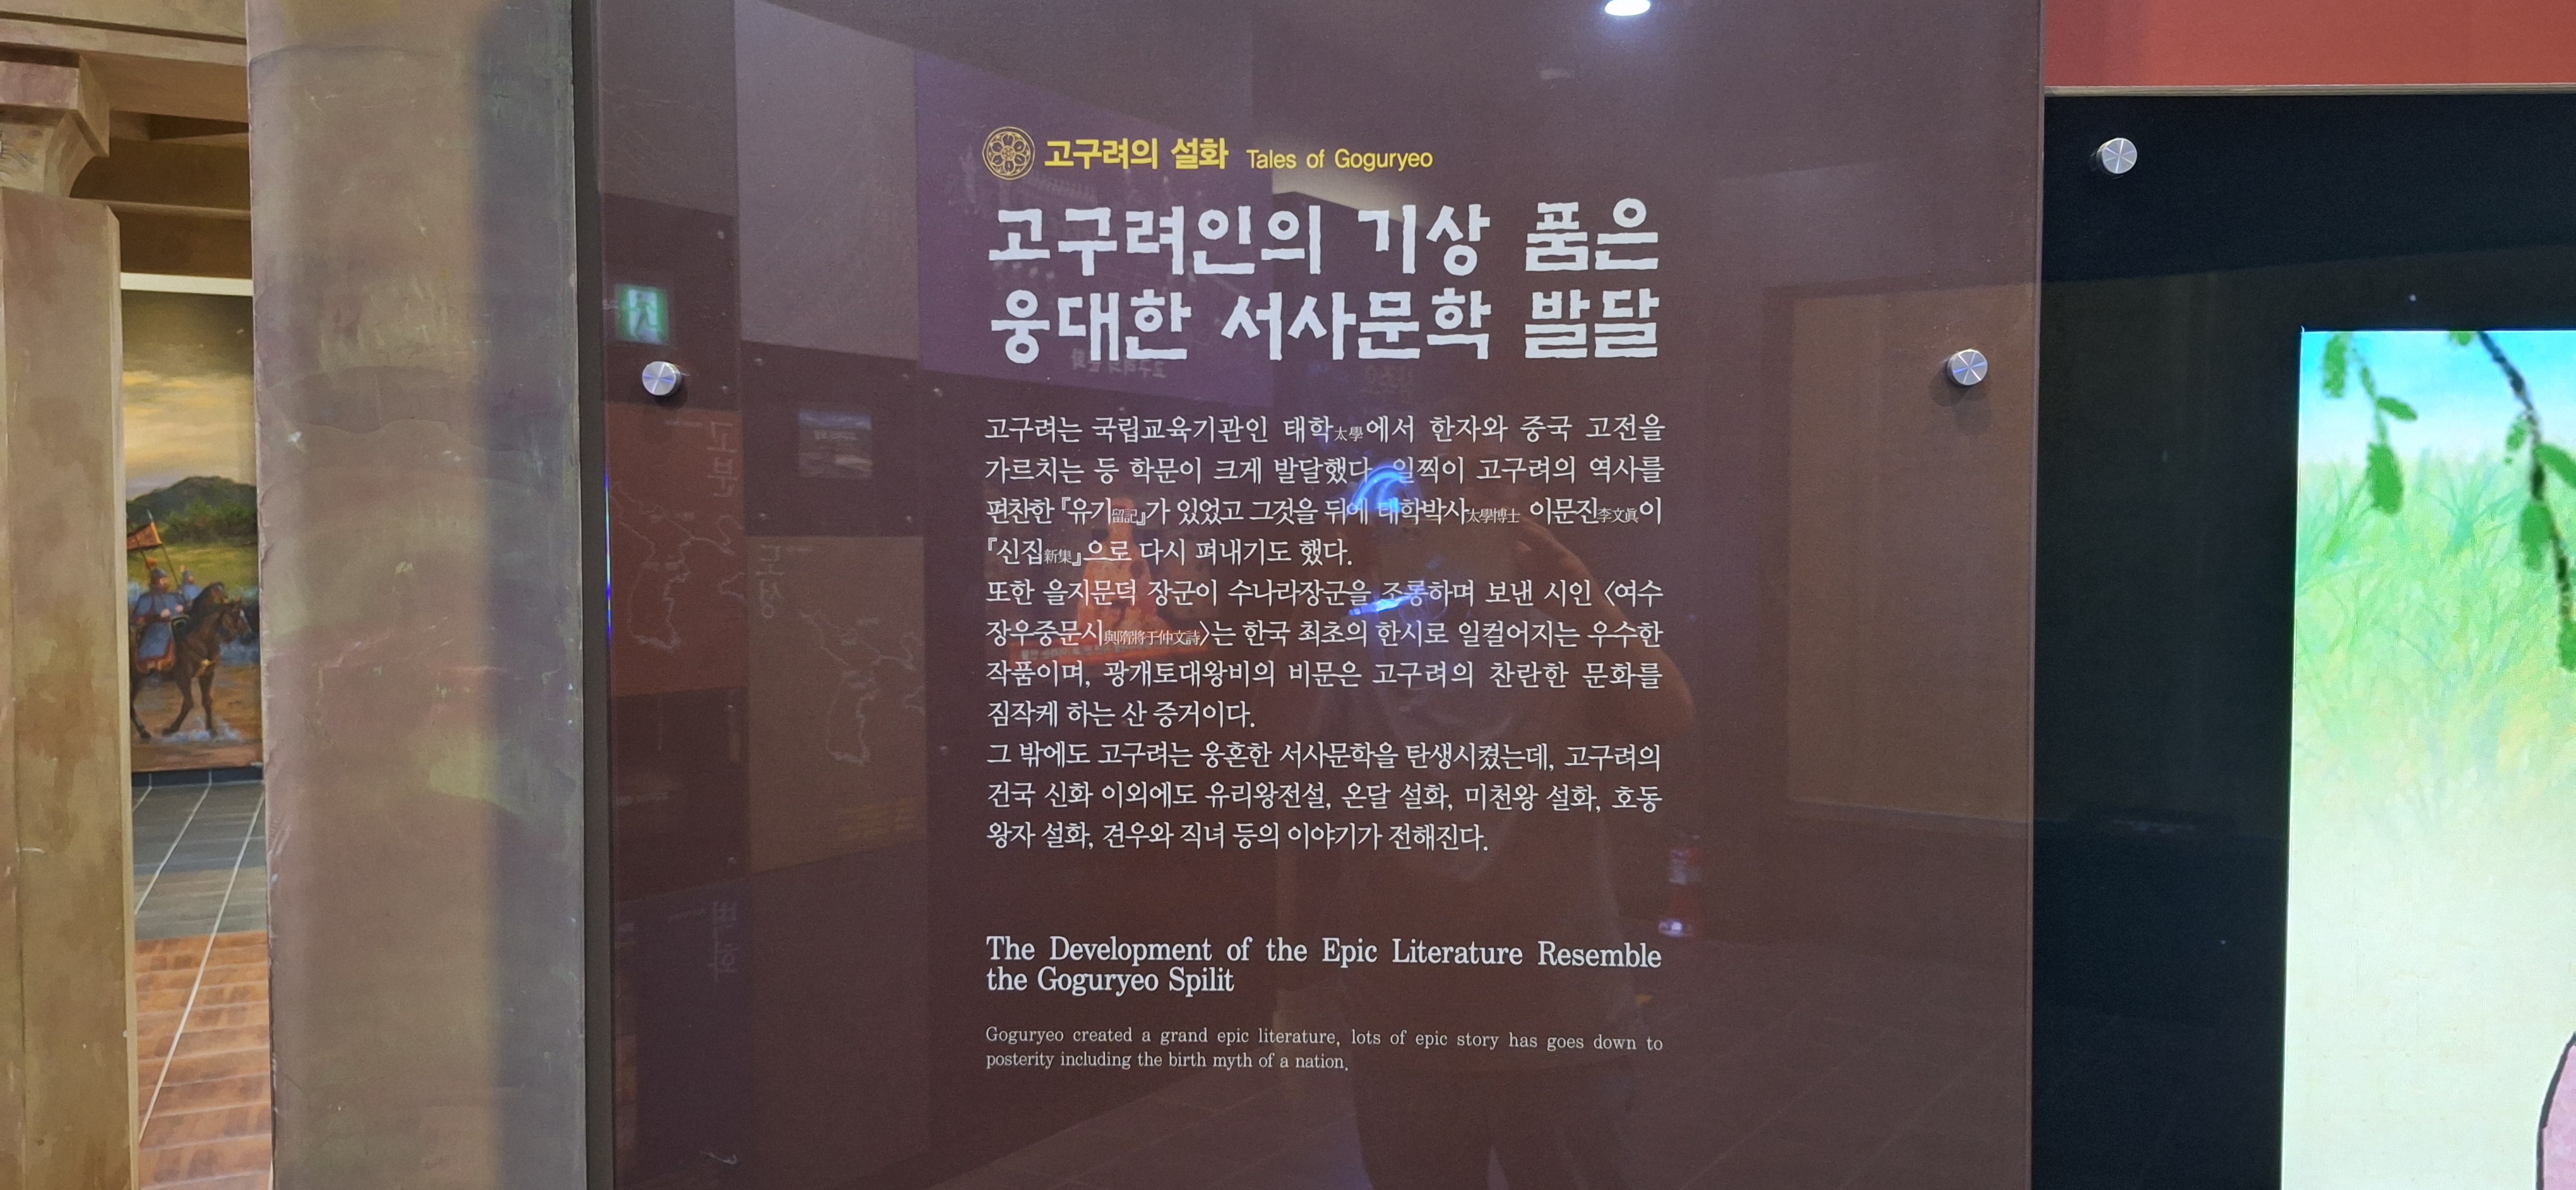 고구려의 설화 Tales of Goguryeo
고구려인의 기상 품은
웅대한 서사문학 발달
고구려는 국립교육기관인 태학太學에서 한자와 중국 고전을
가르치는 등 학문이 크게 발달했다. 일찍이 고구려의 역사를
편찬한 『유기留記』가 있었고 그것을 뒤에 태학박사太學博士 이문진李文眞이
『신집新集』으로 다시 펴내기도 했다.
또한 을지문덕 장군이 수나라장군을 조롱하며 보낸 시인 〈여수
장우중문시與隋將于仲文詩〉는 한국 최초의 한시로 일컬어지는 우수한
작품이며, 광개토대왕비의 비문은 고구려의 찬란한 문화를
짐작케 하는 산 증거이다.
그 밖에도 고구려는 웅혼한 서사문학을 탄생시켰는데, 고구려의
건국 신화 이외에도 유리왕전설, 온달 설화, 미천왕 설화, 호동
왕자 설화, 견우와 직녀 등의 이야기가 전해진다.
The Development of the Epic Literature Resemble
the Goguryeo Spilit
Goguryeo created a grand epic literature, lots of epic story has goes down to
posterity including the birth myth of a nation.